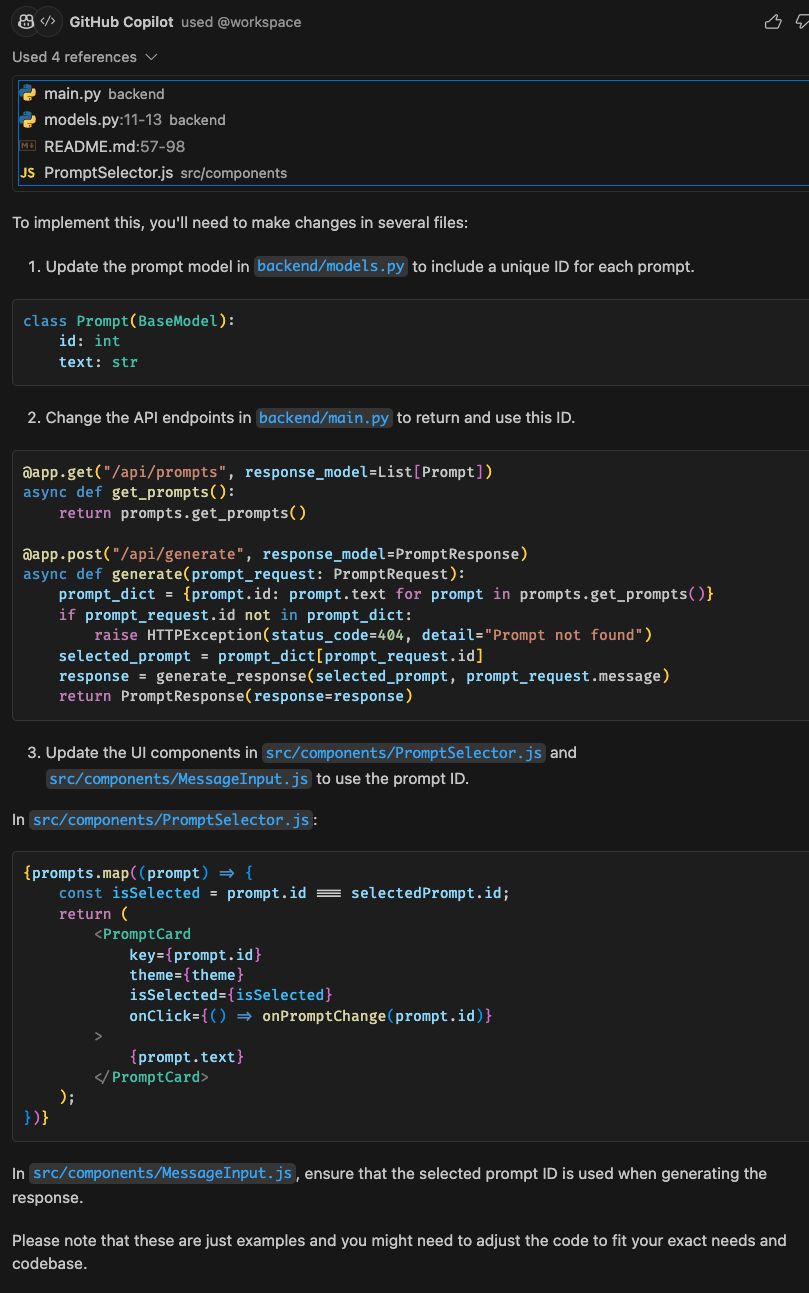 GitHub Copilot used @workspace
Used 4 references
main.py backend
models.py:11-13 backend
M↓ README.md:57-98
JS PromptSelector.js src/components
To implement this, you'll need to make changes in several files:
1. Update the prompt model in backend/models.py to include a unique ID for each prompt.
class Prompt(BaseModel):
    id: int
    text: str
2. Change the API endpoints in backend/main.py to return and use this ID.
@app.get("/api/prompts", response_model=List[Prompt])
async def get_prompts():
    return prompts.get_prompts()
@app.post("/api/generate", response_model=PromptResponse)
async def generate(prompt_request: PromptRequest):
    prompt_dict = {prompt.id: prompt.text for prompt in prompts.get_prompts()}
    if prompt_request.id not in prompt_dict:
        raise HTTPException(status_code=404, detail="Prompt not found")
    selected_prompt = prompt_dict[prompt_request.id]
    response = generate_response(selected_prompt, prompt_request.message)
    return PromptResponse(response=response)
3. Update the UI components in src/components/PromptSelector.js and
src/components/MessageInput.js to use the prompt ID.
In src/components/PromptSelector.js:
{prompts.map((prompt) => {
    const isSelected = prompt.id === selectedPrompt.id;
    return (
        <PromptCard
            key={prompt.id}
            theme={theme}
            isSelected={isSelected}
            onClick={() => onPromptChange(prompt.id)}
        >
            {prompt.text}
        </PromptCard>
    );
})}
In src/components/MessageInput.js, ensure that the selected prompt ID is used when generating the
response.
Please note that these are just examples and you might need to adjust the code to fit your exact needs and
codebase.